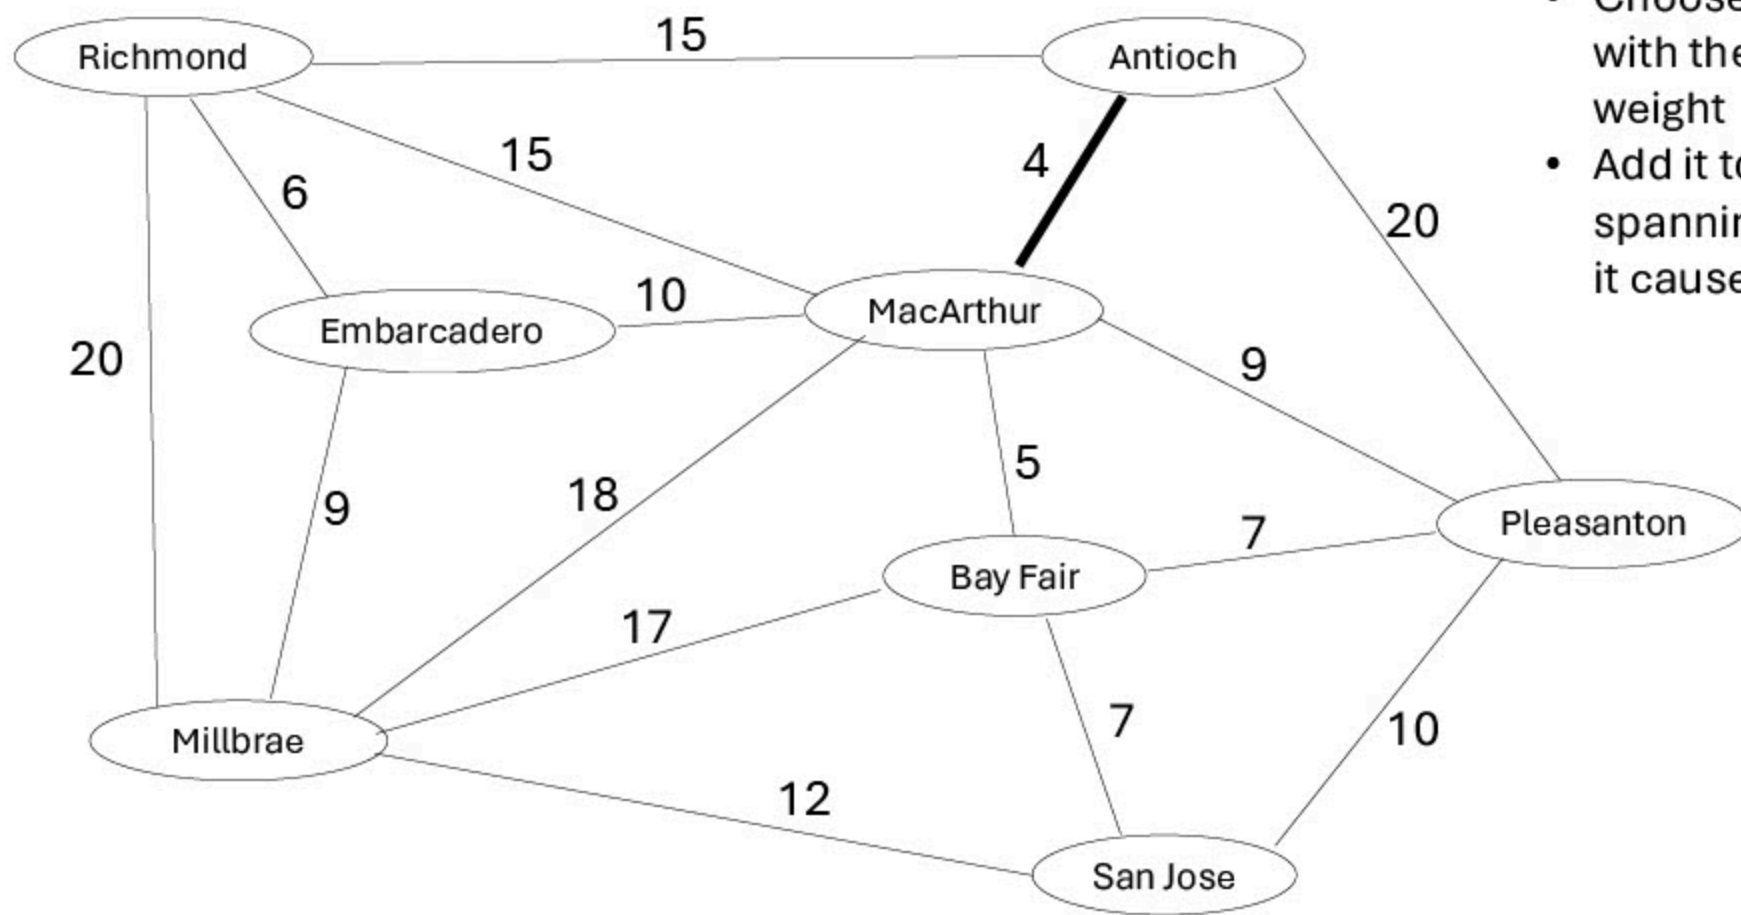 Richmond
15
Antioch
with the
weight
• Add it to
it cause
15
4
6
20
10
MacArthur
Embarcadero
20
9
5
18
9
7
Pleasanton
Bay Fair
17
7
10
Millbrae
12
San Jose